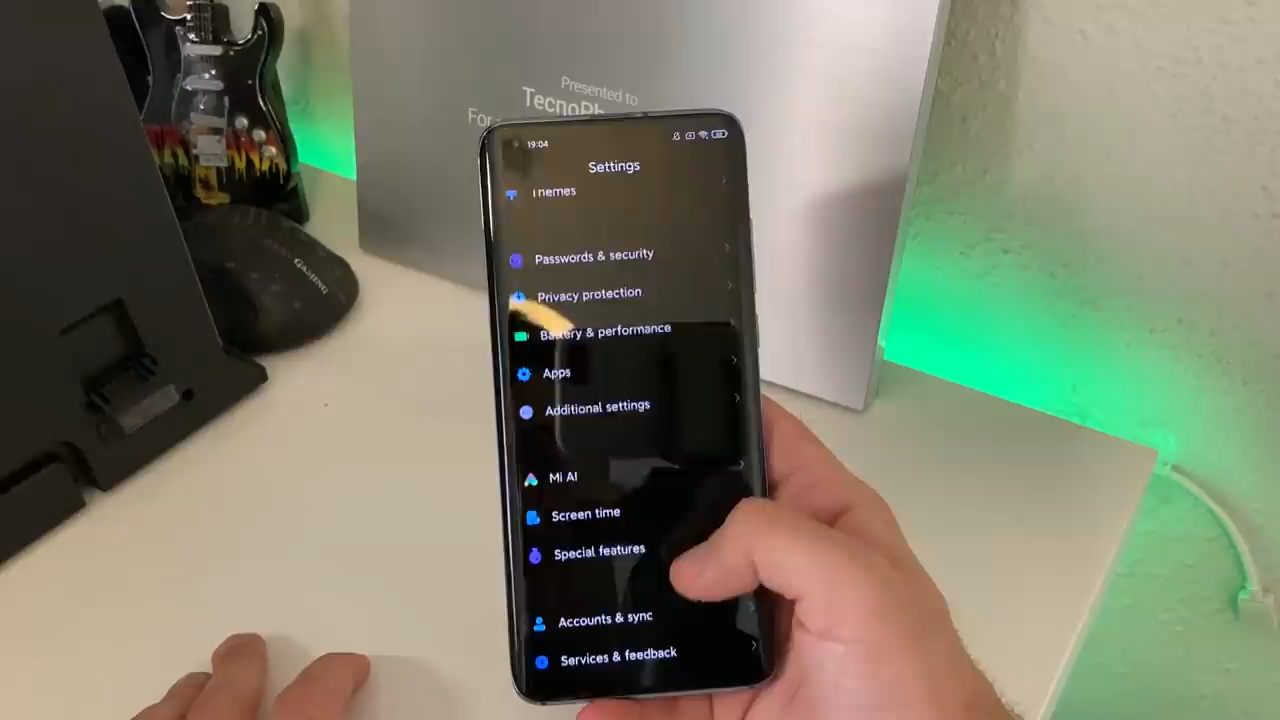 Presented to
TecnoPh
For
19:04
Settings
Themes
Passwords & security
Privacy protection
Battery & performance
Apps
Additional settings
Mi AI
Screen time
Special features
Accounts & sync
Services & feedback
GAMING